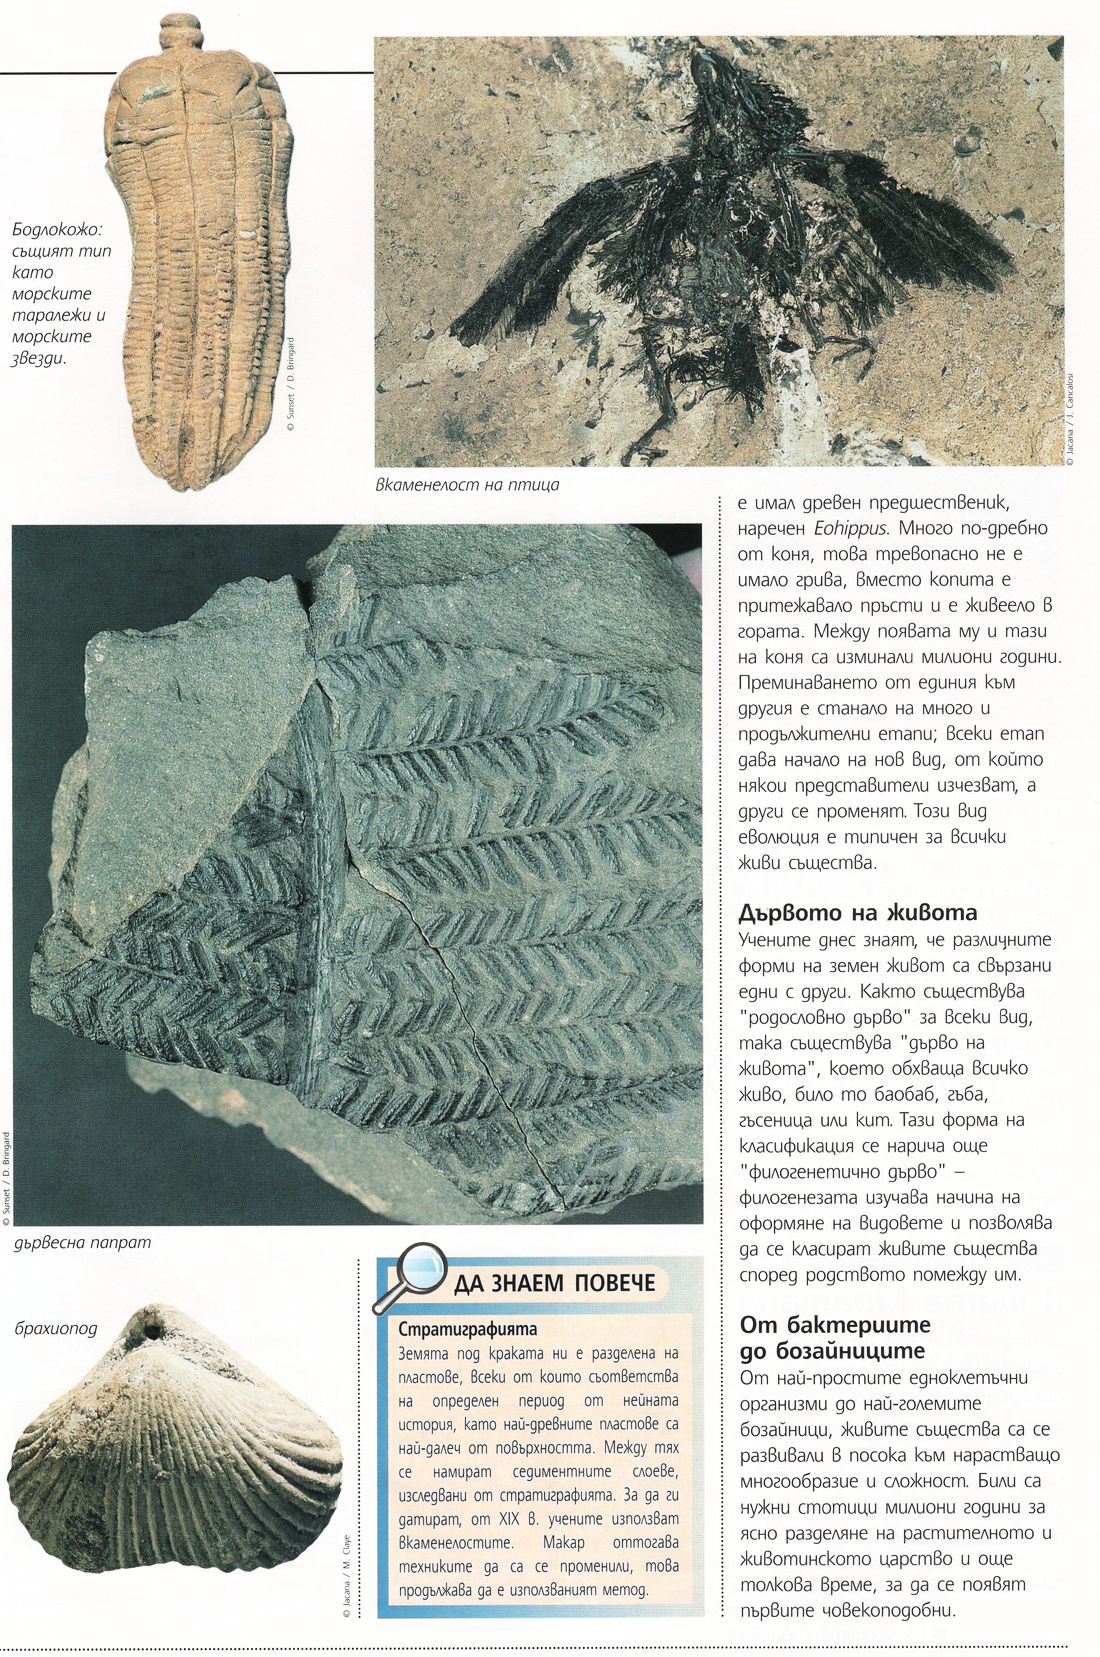 Бодлокожо:
същият тип
като
морските
таралежи и
морските
звезди.
© Sunset / D. Bringard
© Jacana / J. Cancalosi
вкаменелост на птица
© Sunset / D. Bringard
дървесна папрат
брахиопод
© Jacana / M. Claye
ДА ЗНАЕМ ПОВЕЧЕ
Стратиграфията
Земята под краката ни е разделена на
пластове, всеки от които съответства
на определен период от нейната
история, като най-древните пластове са
най-далеч от повърхността. Между тях
се намират седиментните слоеве,
изследвани от стратиграфията. За да ги
датират, от XIX в. учените използват
вкаменелостите. Макар оттогава
техниките да са се променили, това
продължава да е използваният метод.
е имал древен предшественик,
наречен Eohippus. Много по-дребно
от коня, това тревопасно не е
имало грива, вместо копита е
притежавало пръсти и е живеело в
гората. Между появата му и тази
на коня са изминали милиони години.
Преминаването от единия към
другия е станало на много и
продължителни етапи; всеки етап
дава начало на нов вид, от който
някои представители изчезват, а
други се променят. Този вид
еволюция е типичен за всички
живи същества.
Дървото на живота
Учените днес знаят, че различните
форми на земен живот са свързани
едни с други. Както съществува
"родословно дърво" за всеки вид,
така съществува "дърво на
живота", което обхваща всичко
живо, било то баобаб, гъба,
гъсеница или кит. Тази форма на
класификация се нарича още
"филогенетично дърво" –
филогенезата изучава начина на
оформяне на видовете и позволява
да се класират живите същества
според родството помежду им.
От бактериите
до бозайниците
От най-простите едноклетъчни
организми до най-големите
бозайници, живите същества са се
развивали в посока към нарастващо
многообразие и сложност. Били са
нужни стотици милиони години за
ясно разделяне на растителното и
животинското царство и още
толкова време, за да се появят
първите човекоподобни.